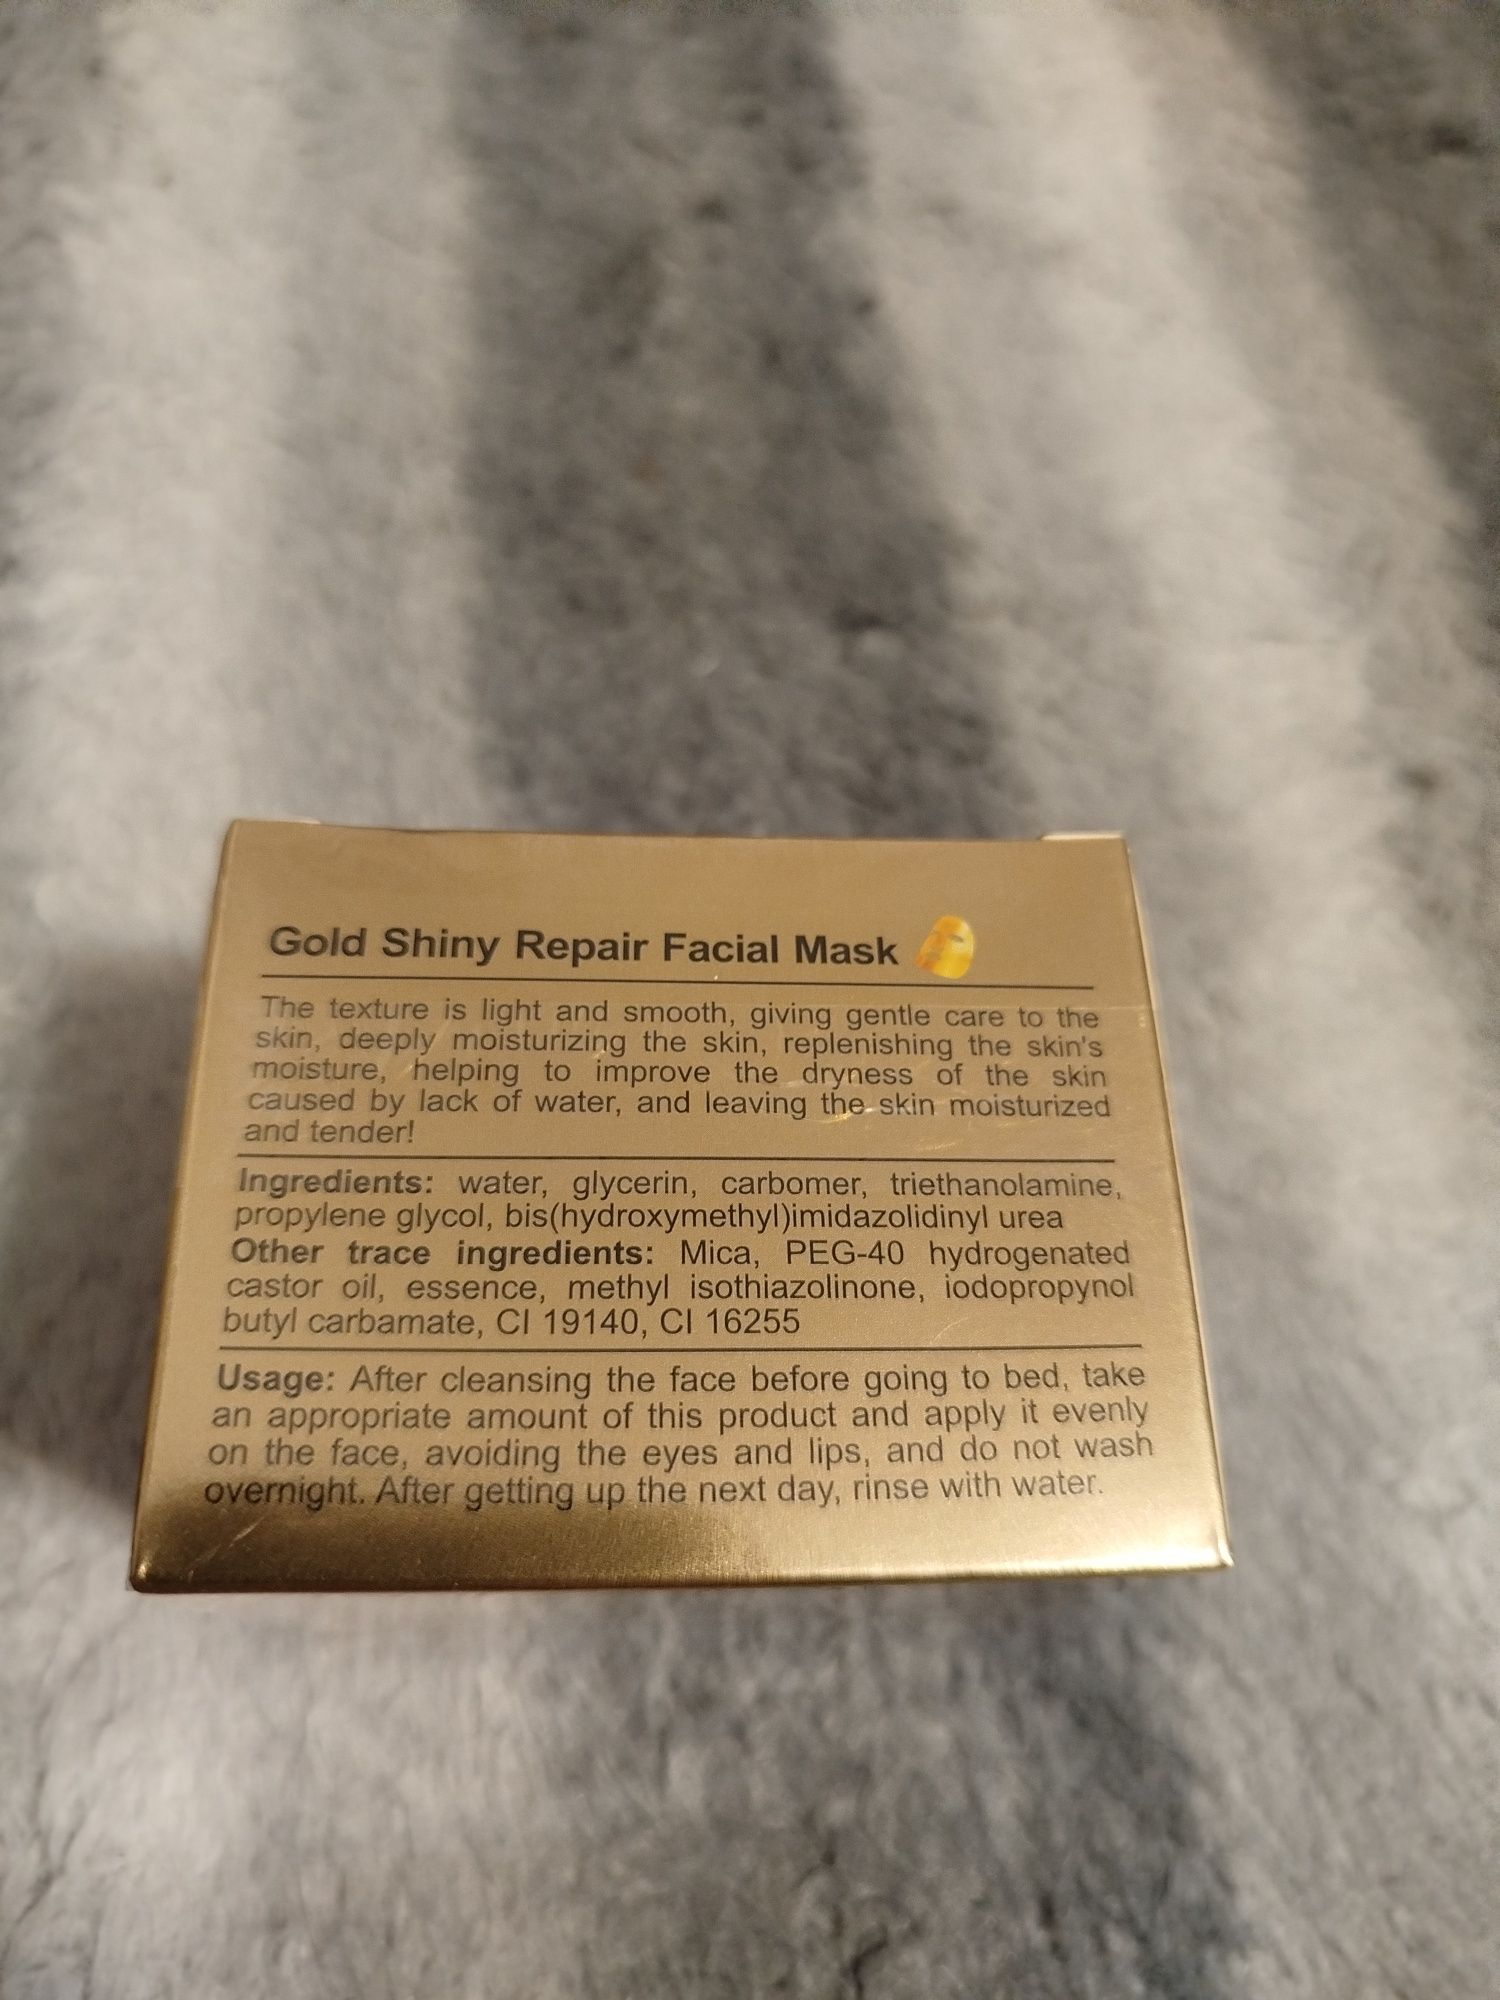 Gold Shiny Repair Facial Mask
The texture is light and smooth, giving gentle care to the
skin, deeply moisturizing the skin, replenishing the skin's
moisture, helping to improve the dryness of the skin
caused by lack of water, and leaving the skin moisturized
and tender!
Ingredients: water, glycerin, carbomer, triethanolamine,
propylene glycol, bis(hydroxymethyl)imidazolidinyl urea
Other trace ingredients: Mica, PEG-40 hydrogenated
castor oil, essence, methyl isothiazolinone, iodopropynol
butyl carbamate, CI 19140, CI 16255
Usage: After cleansing the face before going to bed, take
an appropriate amount of this product and apply it evenly
on the face, avoiding the eyes and lips, and do not wash
overnight. After getting up the next day, rinse with water.